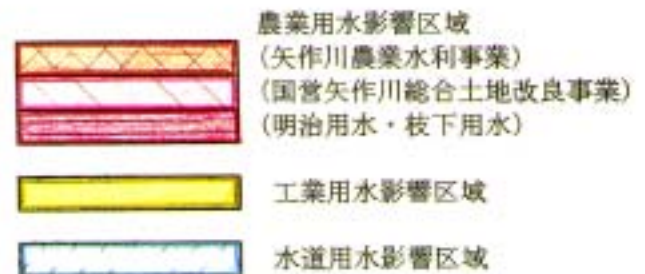 農業用水影響区域
(矢作川農業水利事業)
(国営矢作川総合土地改良事業)
(明治用水・枝下用水)
工業用水影響区域
水道用水影響区域